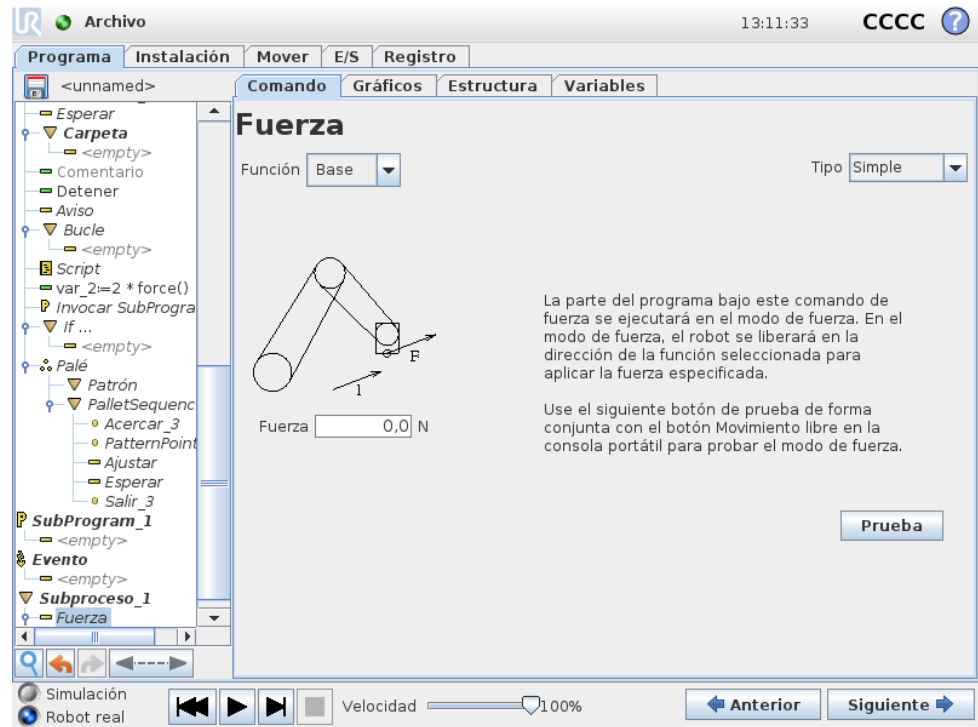 UR Archivo 13:11:33 CCCC ?
Programa Instalación Mover E/S Registro
<unnamed>
Comando Gráficos Estructura Variables
Esperar
Carpeta
<empty>
Comentario
Detener
Aviso
Bucle
<empty>
Script
var_2:=2 * force()
Invocar SubProgra
If ...
<empty>
Palé
Patrón
PalletSequenc
Acercar_3
PatternPoint
Ajustar
Esperar
Salir_3
P SubProgram_1
<empty>
Evento
<empty>
Subproceso_1
Fuerza
Fuerza
Función Base
Tipo Simple
F
1
Fuerza 0,0 N
La parte del programa bajo este comando de
fuerza se ejecutará en el modo de fuerza. En el
modo de fuerza, el robot se liberará en la
dirección de la función seleccionada para
aplicar la fuerza especificada.
Use el siguiente botón de prueba de forma
conjunta con el botón Movimiento libre en la
consola portátil para probar el modo de fuerza.
Prueba
Simulación
Robot real
Velocidad 100%
Anterior Siguiente